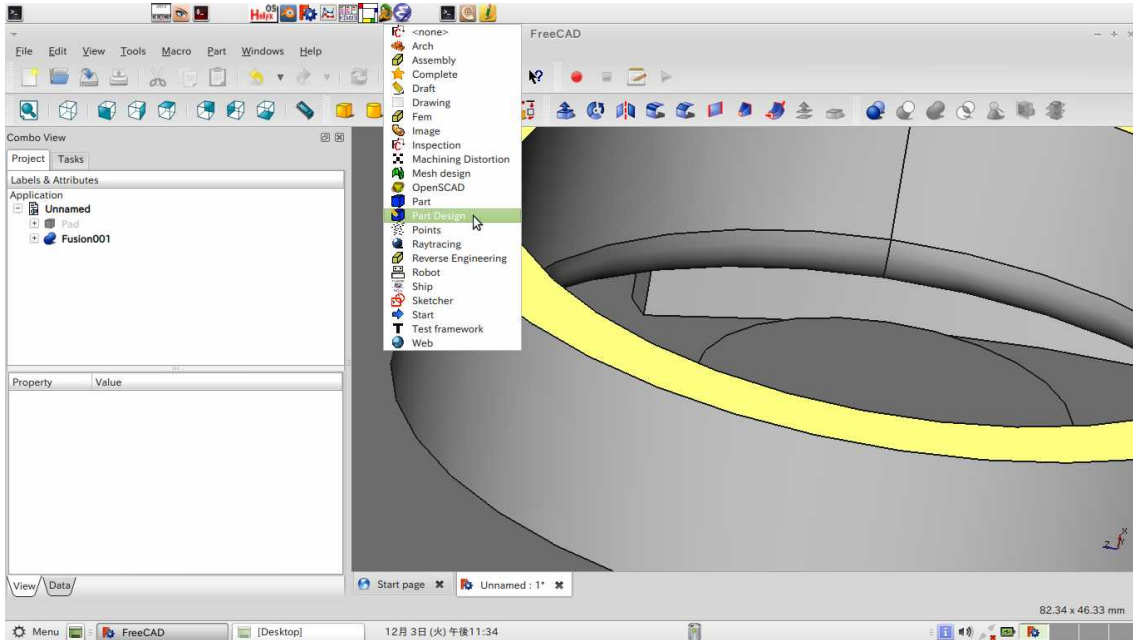 Helyx OS
FreeCAD
File Edit View Tools Macro Part Windows Help
<none>
Arch
Assembly
Complete
Draft
Drawing
Fem
Image
Inspection
Machining Distortion
Mesh design
OpenSCAD
Part
Part Design
Points
Raytracing
Reverse Engineering
Robot
Ship
Sketcher
Start
Test framework
Web
Combo View
Project Tasks
Labels & Attributes
Application
Unnamed
Pad
Fusion001
Property Value
View Data
Start page Unnamed : 1*
82.34 x 46.33 mm
Menu FreeCAD [Desktop] 12月 3日 (火) 午後11:34